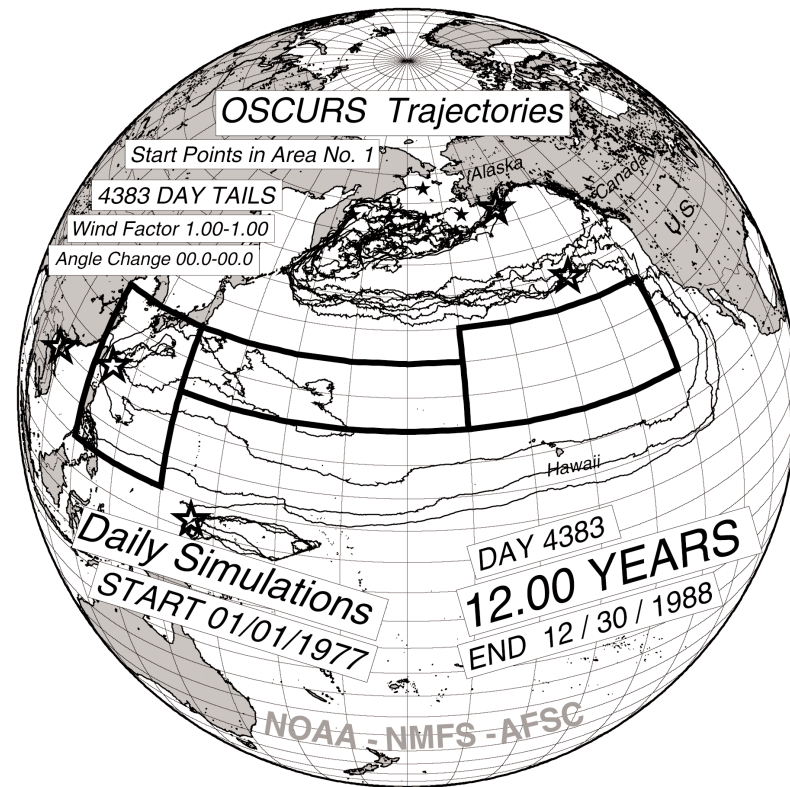 OSCURS Trajectories
Start Points in Area No. 1
4383 DAY TAILS
Wind Factor 1.00-1.00
Angle Change 00.0-00.0
Alaska
Canada
U.S.
Hawaii
Daily Simulations
START 01/01/1977
DAY 4383
12.00 YEARS
END 12 / 30 / 1988
NOAA - NMFS - AFSC